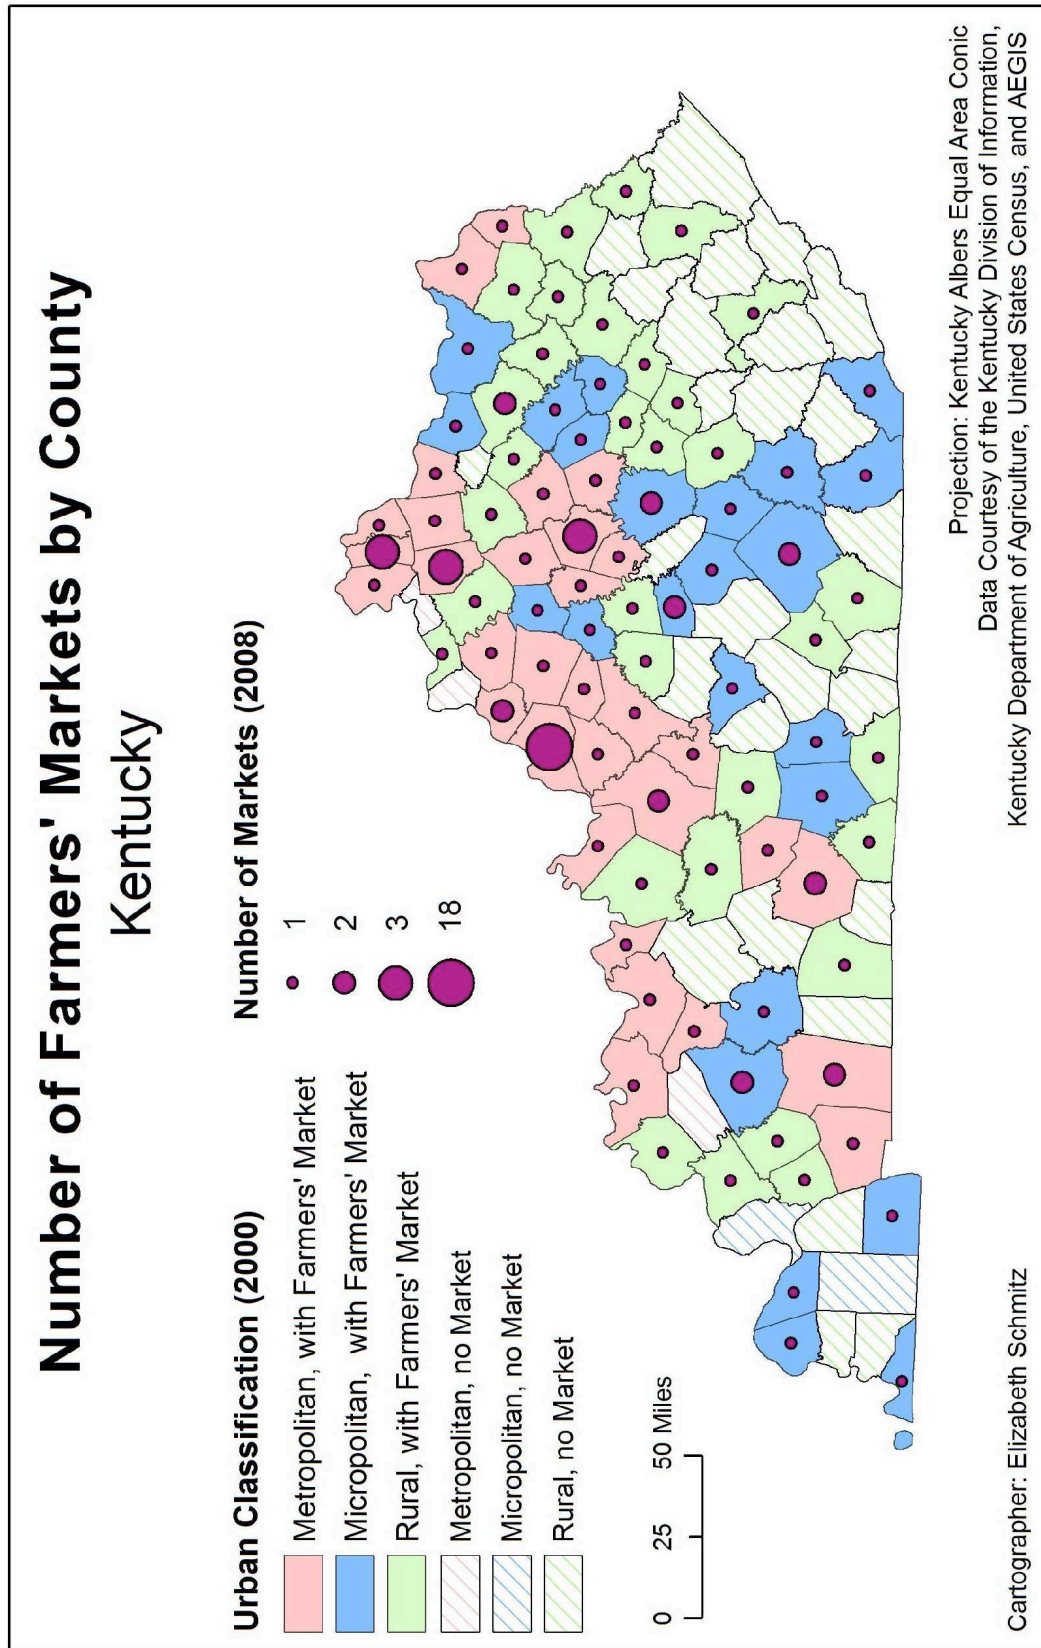 Number of Farmers' Markets by County
Kentucky
Urban Classification (2000)
Metropolitan, with Farmers' Market
Micropolitan,  with Farmers' Market
Rural, with Farmers' Market
Metropolitan, no Market
Micropolitan, no Market
Rural, no Market
Number of Markets (2008)
1
2
3
18
0 25 50 Miles
Cartographer: Elizabeth Schmitz
Projection: Kentucky Albers Equal Area Conic
Data Courtesy of the Kentucky Division of Information,
Kentucky Department of Agriculture, United States Census, and AEGIS